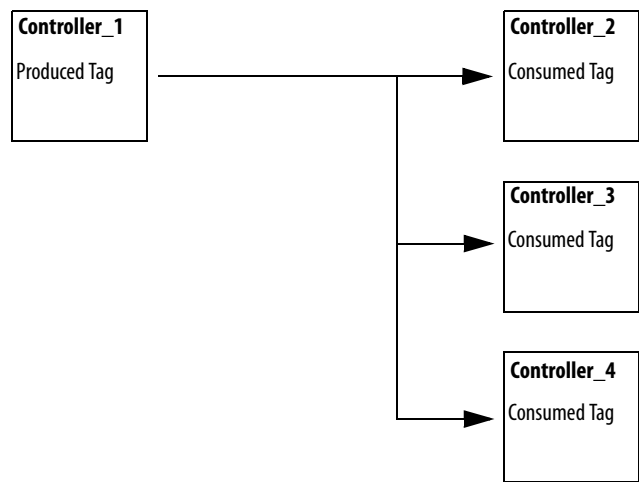 Controller_1
Produced Tag
Controller_2
Consumed Tag
Controller_3
Consumed Tag
Controller_4
Consumed Tag